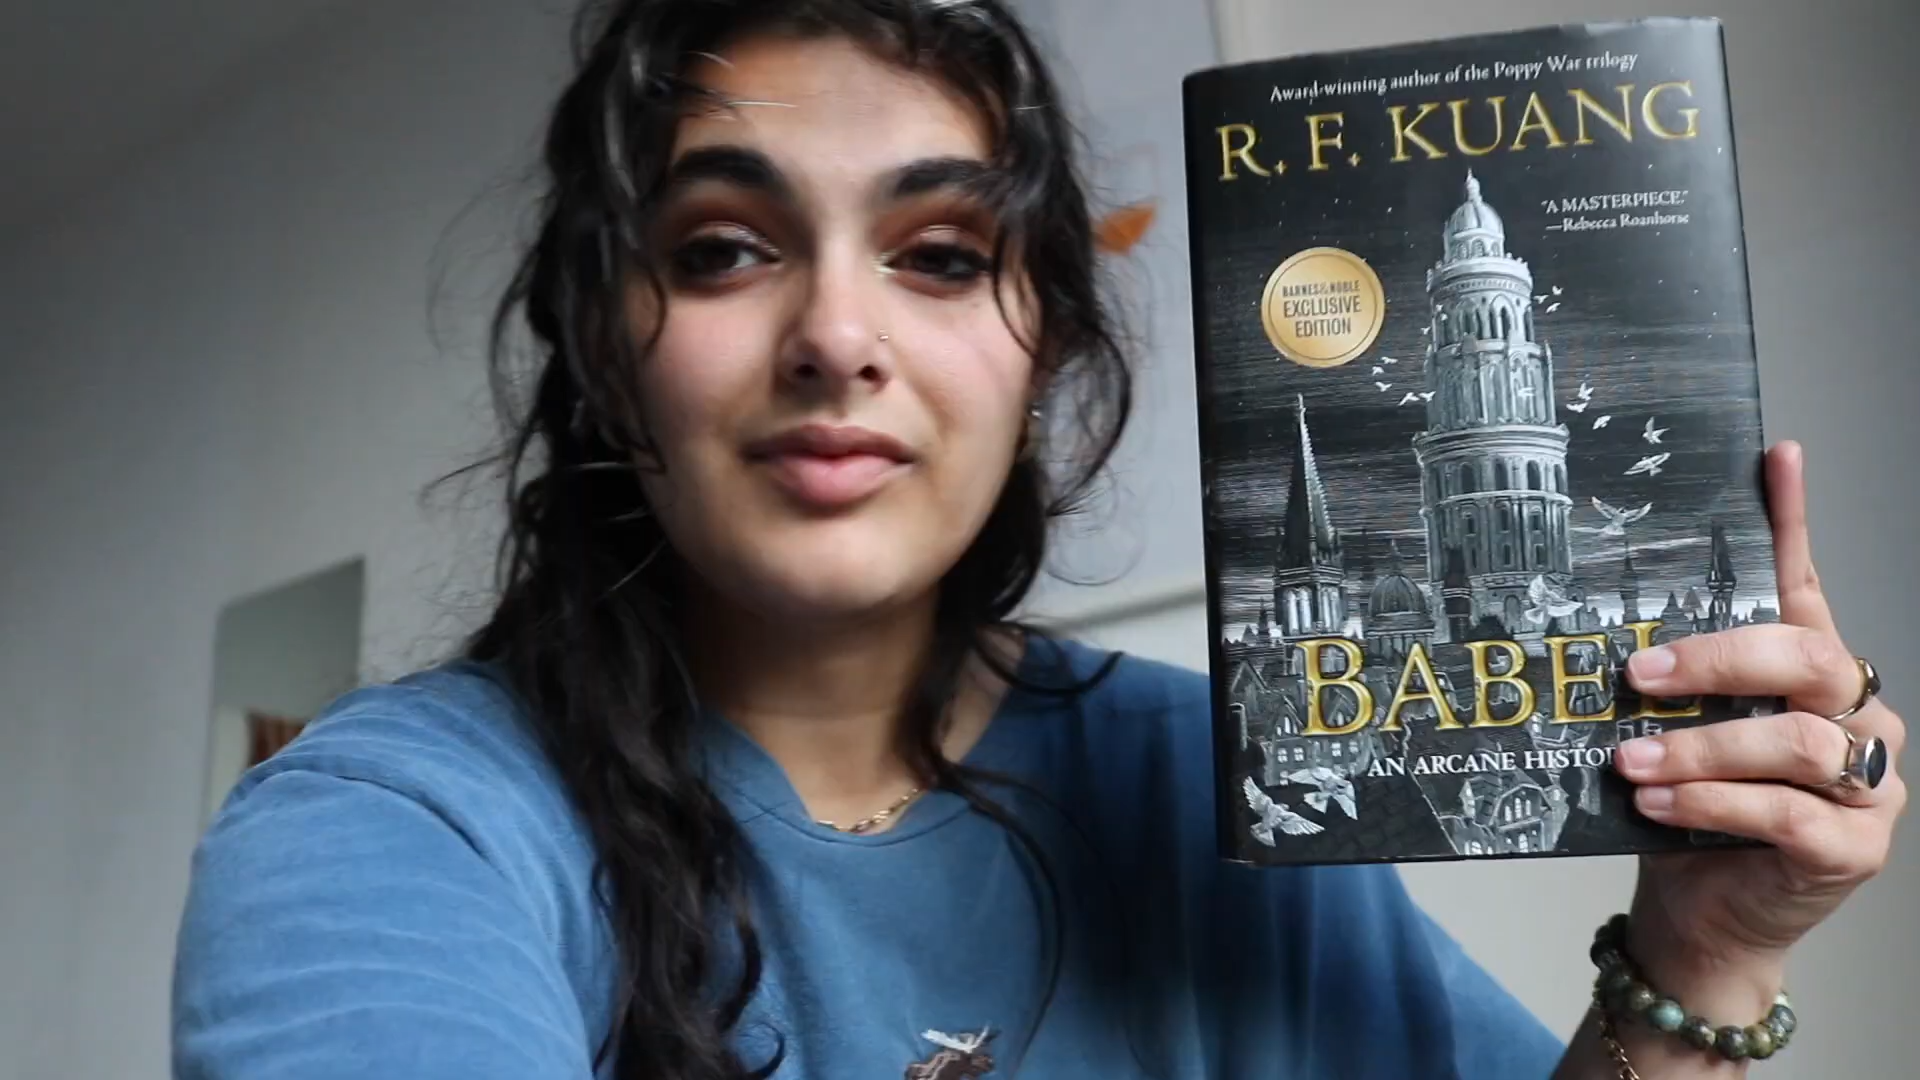 Award-winning author of the Poppy War trilogy
R. F. KUANG
"A MASTERPIECE."
—Rebecca Roanhorse
BARNES & NOBLE
EXCLUSIVE
EDITION
BABEL
AN ARCANE HISTO